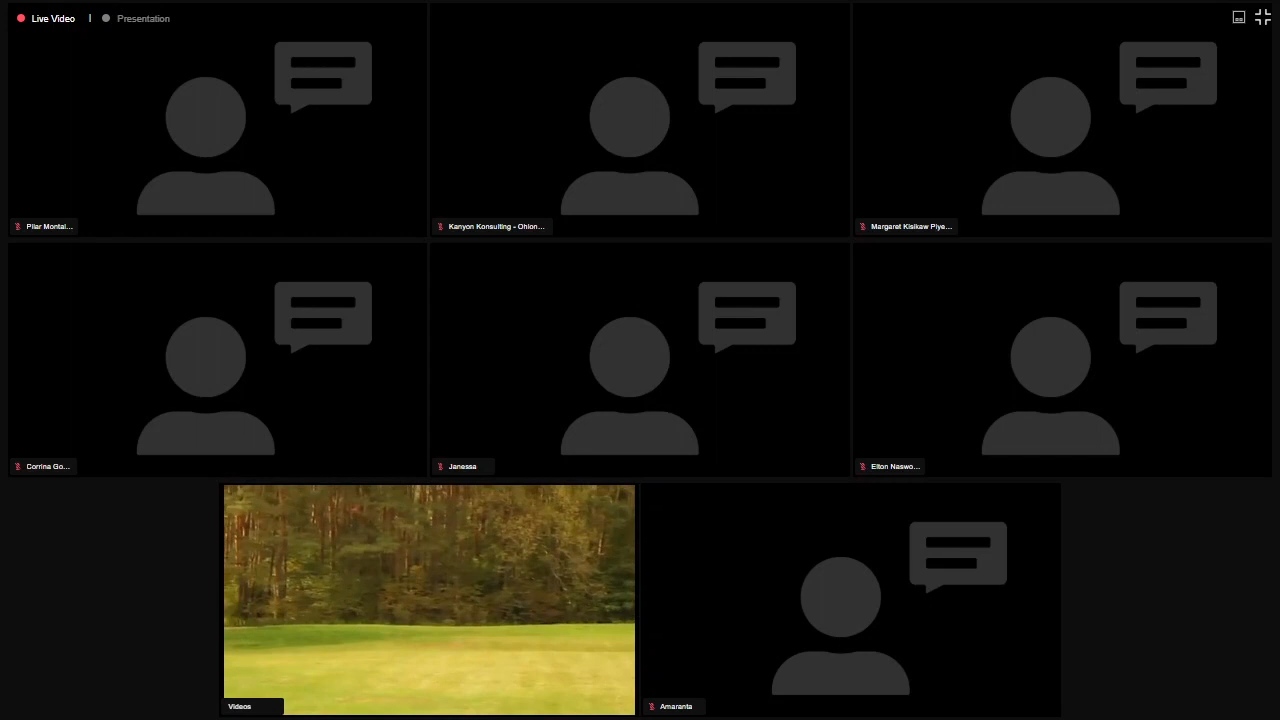 Live Video | Presentation
Pilar Montal...
Kanyon Konsulting - Ohlon...
Margaret Kisikaw Piye...
Corrina Go...
Janessa
Elton Naswo...
Videos
Amaranta